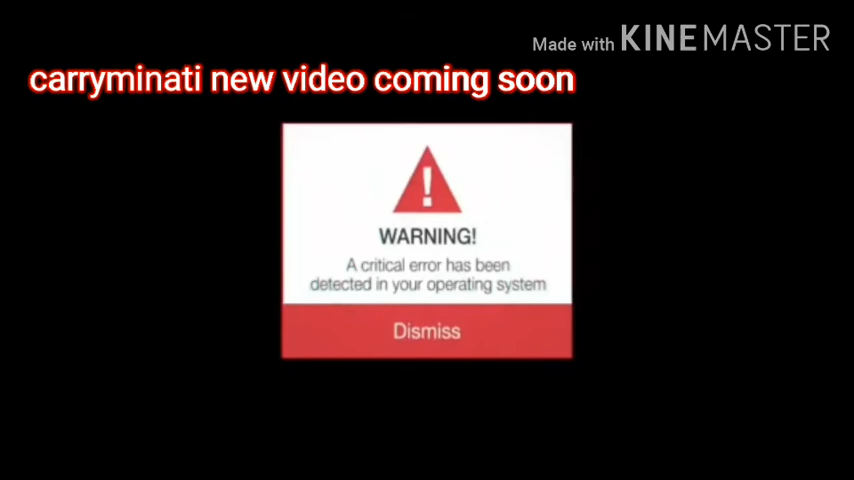 Made with KINEMASTER
carryminati new video coming soon
!
WARNING!
A critical error has been
detected in your operating system
Dismiss